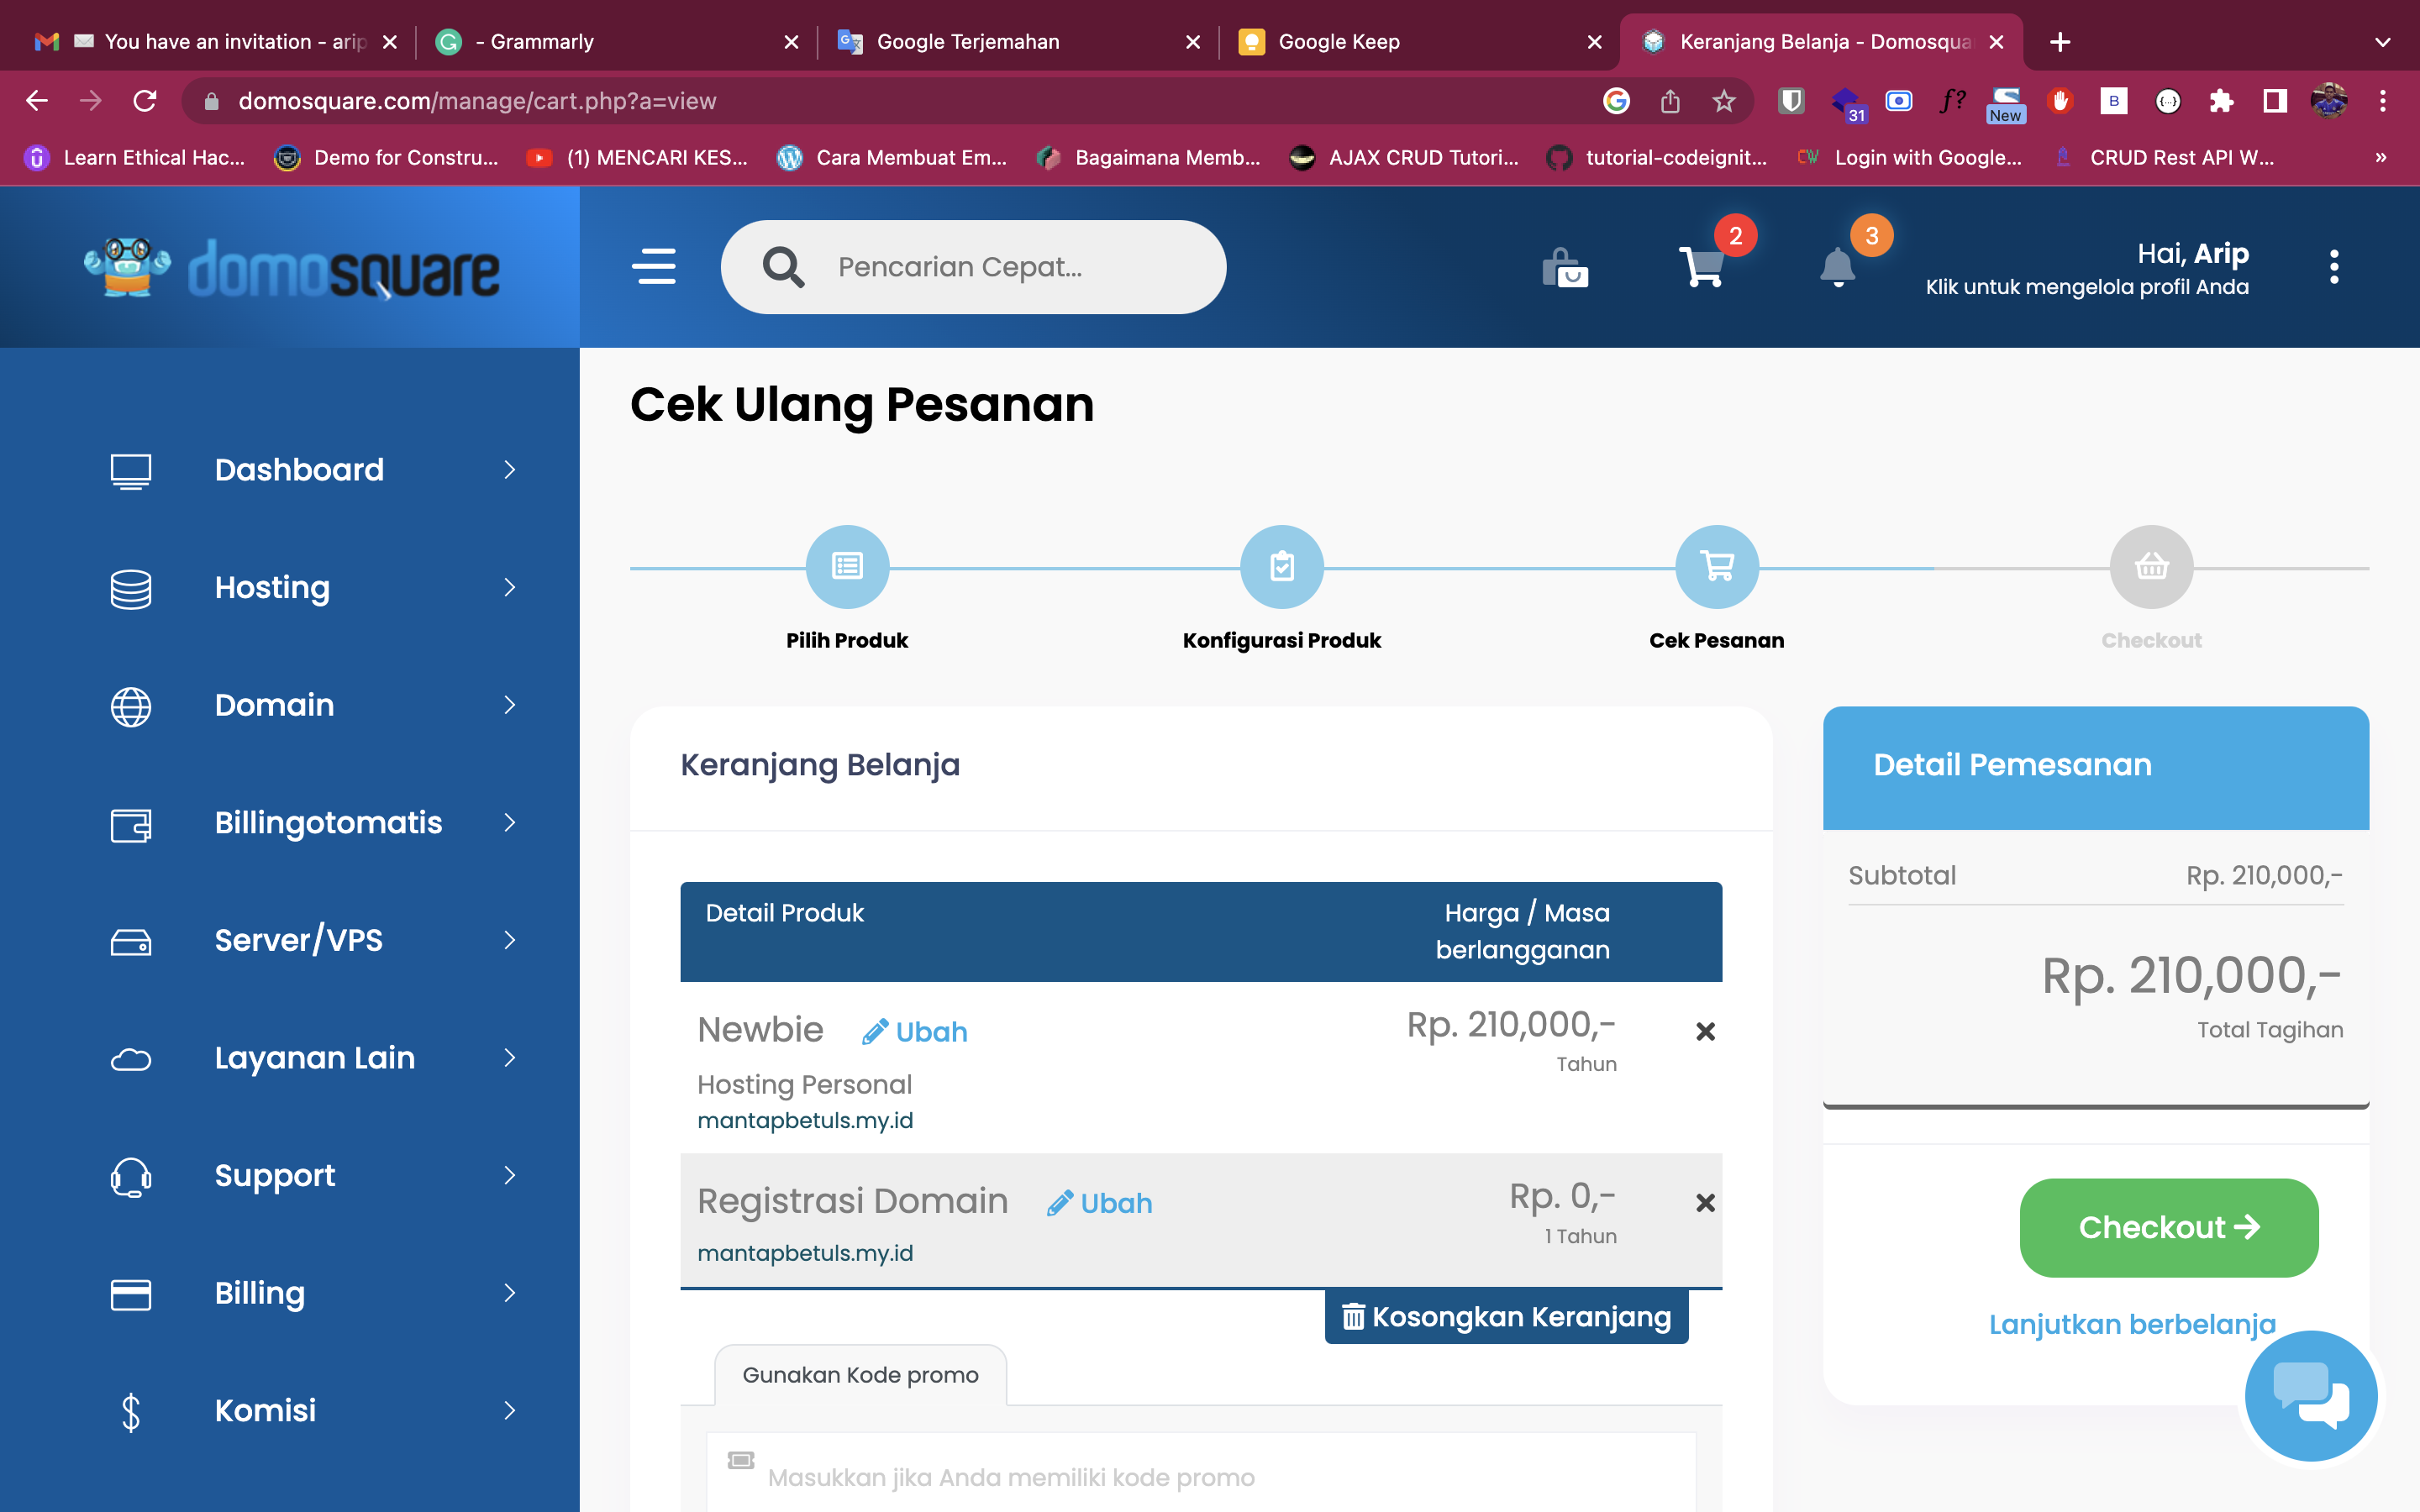 You have an invitation - arip
- Grammarly
Google Terjemahan
Google Keep
Keranjang Belanja - Domosqua
domosquare.com/manage/cart.php?a=view
31
f?
New
B
Learn Ethical Hac...
Demo for Constru...
(1) MENCARI KES...
Cara Membuat Em...
Bagaimana Memb...
AJAX CRUD Tutori...
tutorial-codeignit...
CW
Login with Google...
CRUD Rest API W...
»
domosquare
Pencarian Cepat...
2
3
Hai, Arip
Klik untuk mengelola profil Anda
Dashboard
Hosting
Domain
Billingotomatis
Server/VPS
Layanan Lain
Support
Billing
Komisi
Cek Ulang Pesanan
Pilih Produk
Konfigurasi Produk
Cek Pesanan
Checkout
Keranjang Belanja
Detail Produk
Harga / Masa
berlangganan
Newbie
Ubah
Rp. 210,000,-
Tahun
Hosting Personal
mantapbetuls.my.id
Registrasi Domain
Ubah
Rp. 0,-
1 Tahun
mantapbetuls.my.id
Kosongkan Keranjang
Gunakan Kode promo
Masukkan jika Anda memiliki kode promo
Detail Pemesanan
Subtotal
Rp. 210,000,-
Rp. 210,000,-
Total Tagihan
Checkout
Lanjutkan berbelanja